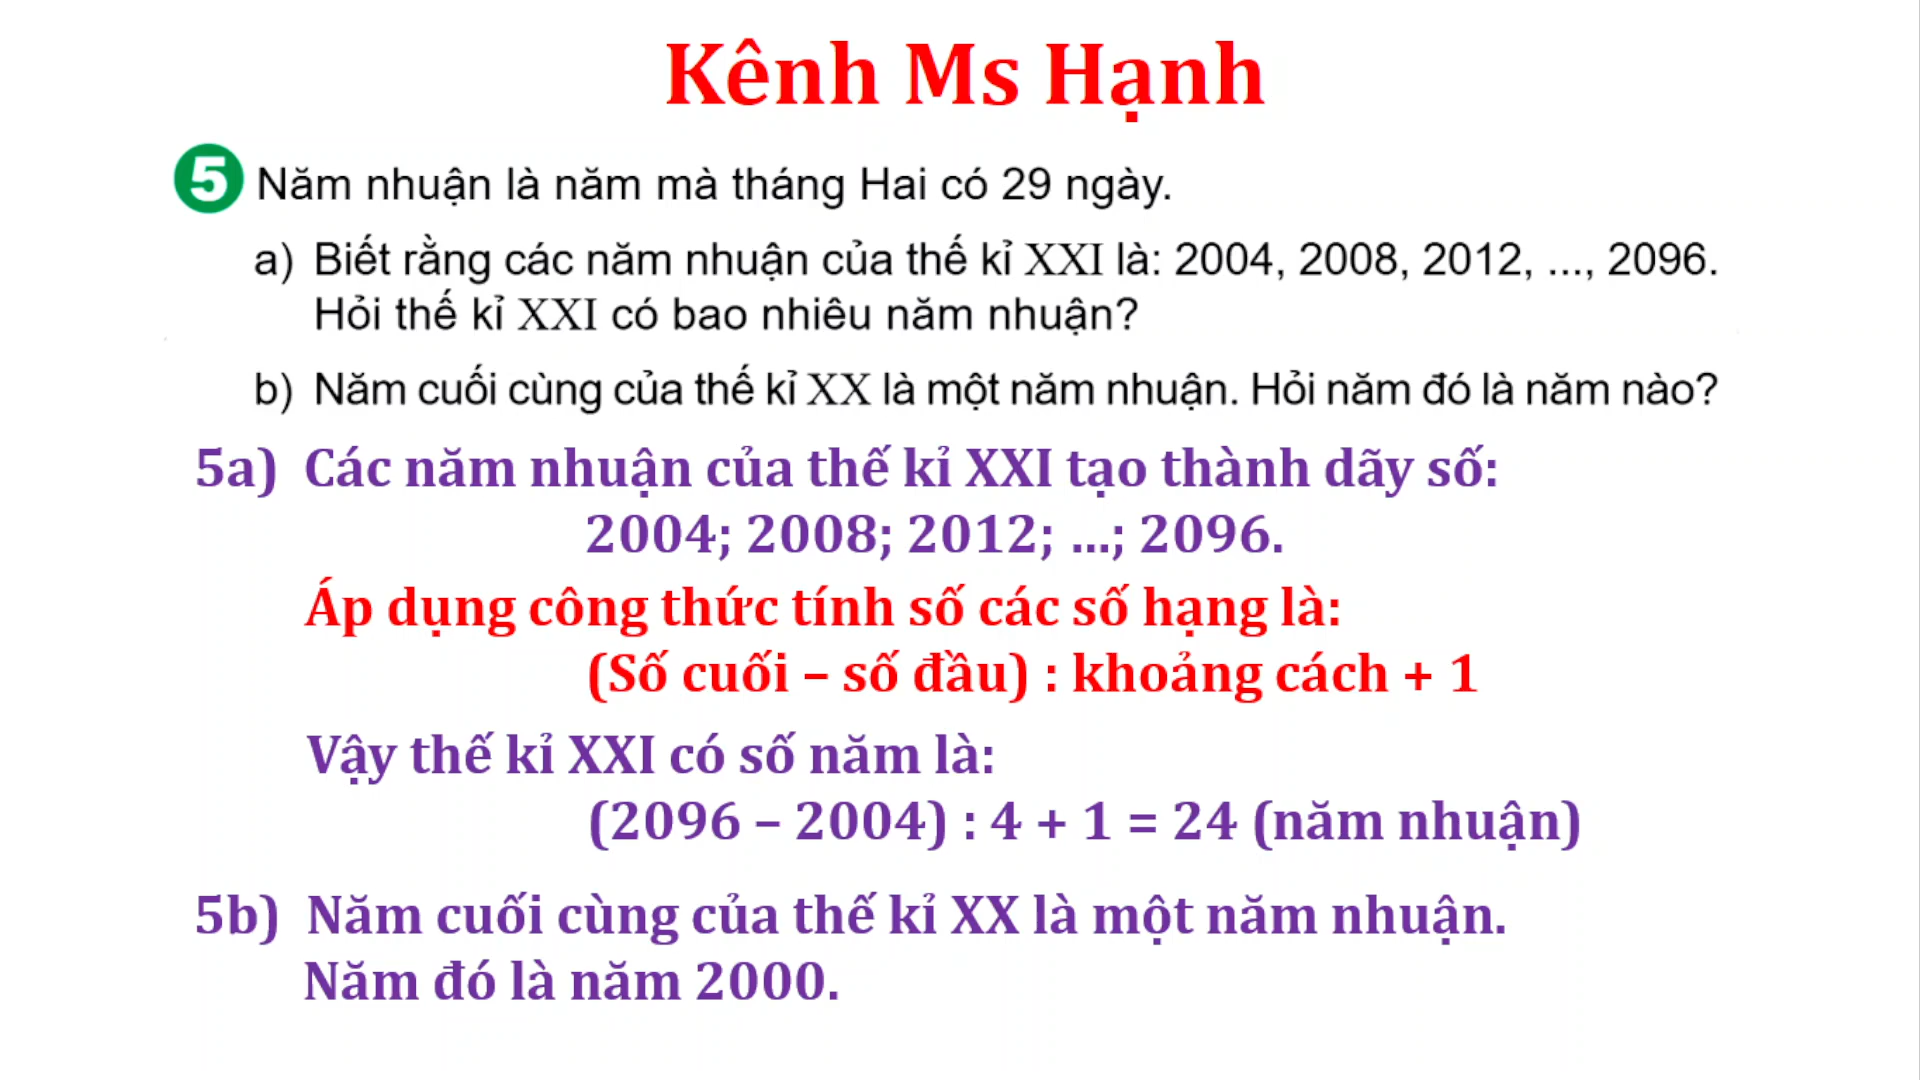 Kênh Ms Hạnh
5 Năm nhuận là năm mà tháng Hai có 29 ngày.
a) Biết rằng các năm nhuận của thế kỉ XXI là: 2004, 2008, 2012, ..., 2096.
Hỏi thế kỉ XXI có bao nhiêu năm nhuận?
b) Năm cuối cùng của thế kỉ XX là một năm nhuận. Hỏi năm đó là năm nào?
5a) Các năm nhuận của thế kỉ XXI tạo thành dãy số:
2004; 2008; 2012; ...; 2096.
Áp dụng công thức tính số các số hạng là:
(Số cuối – số đầu) : khoảng cách + 1
Vậy thế kỉ XXI có số năm là:
(2096 – 2004) : 4 + 1 = 24 (năm nhuận)
5b) Năm cuối cùng của thế kỉ XX là một năm nhuận.
Năm đó là năm 2000.